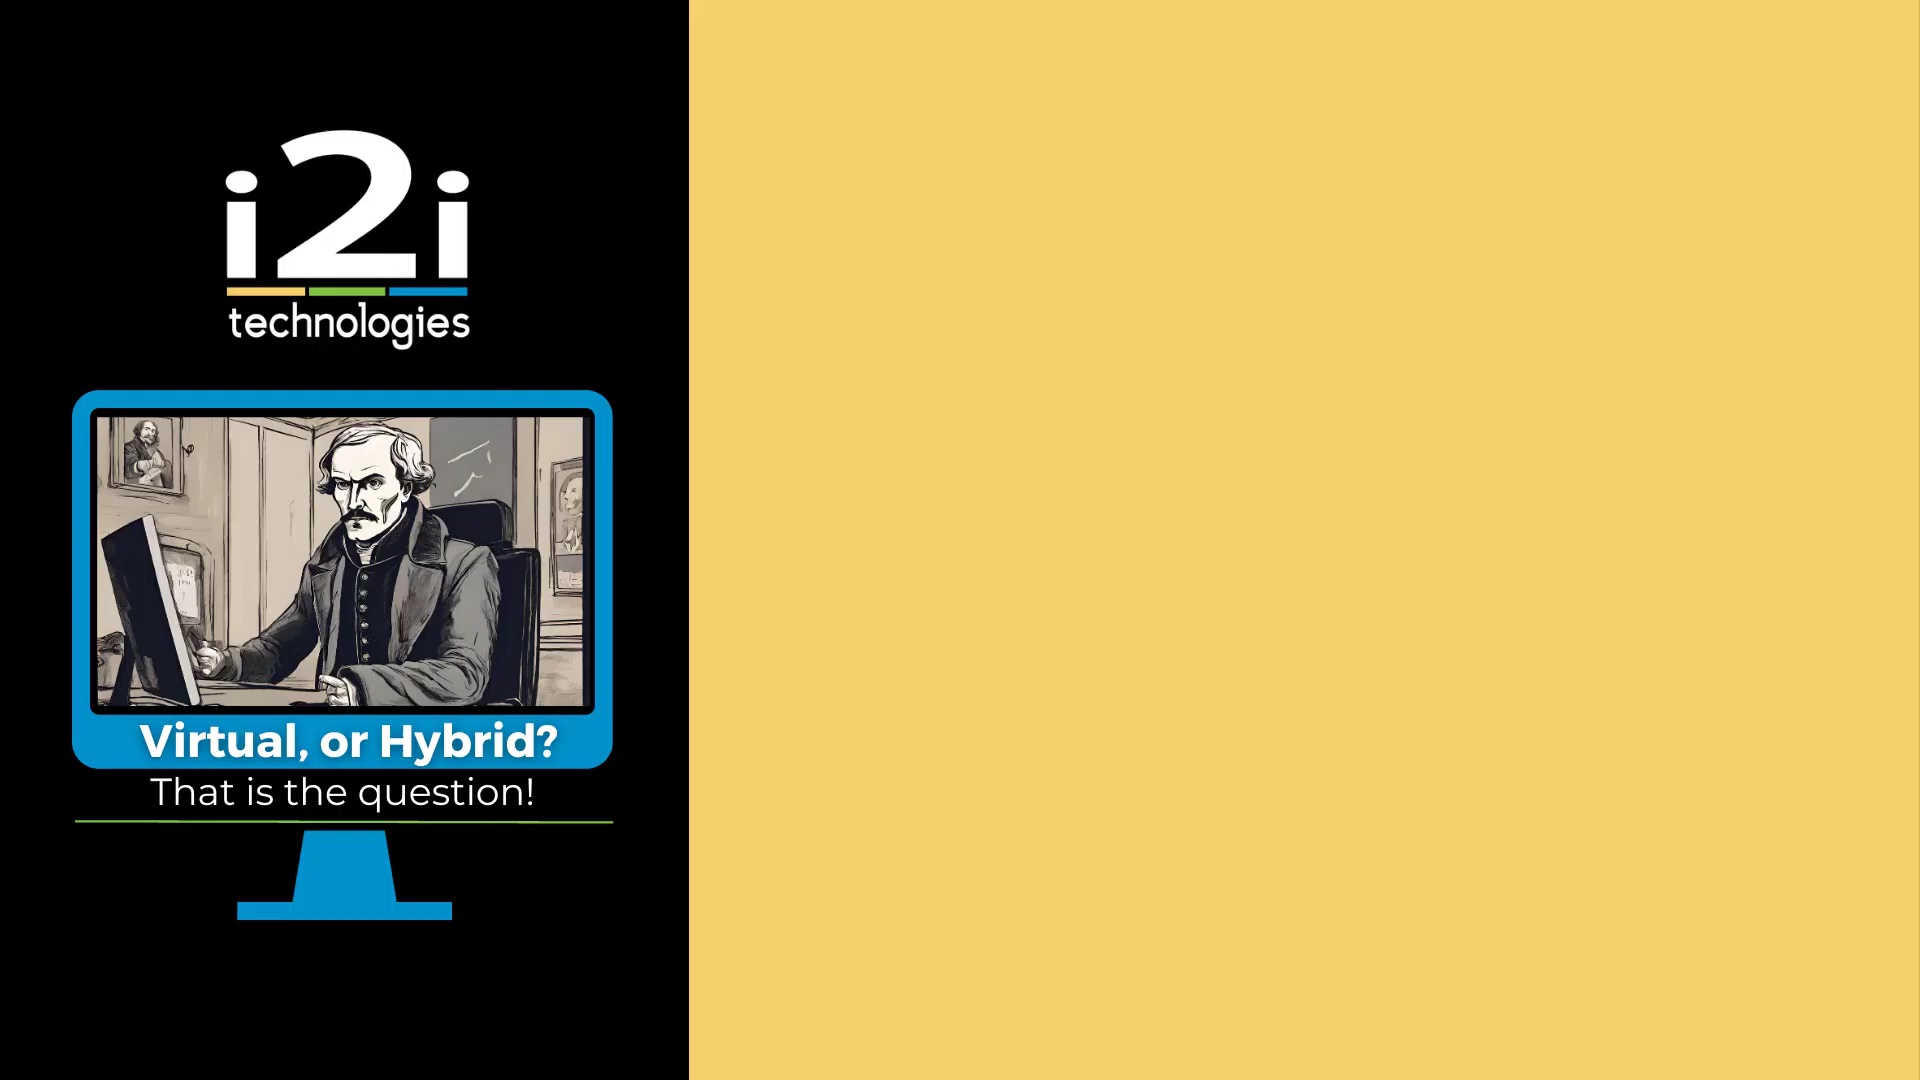 i2i
technologies
Virtual, or Hybrid?
That is the question!